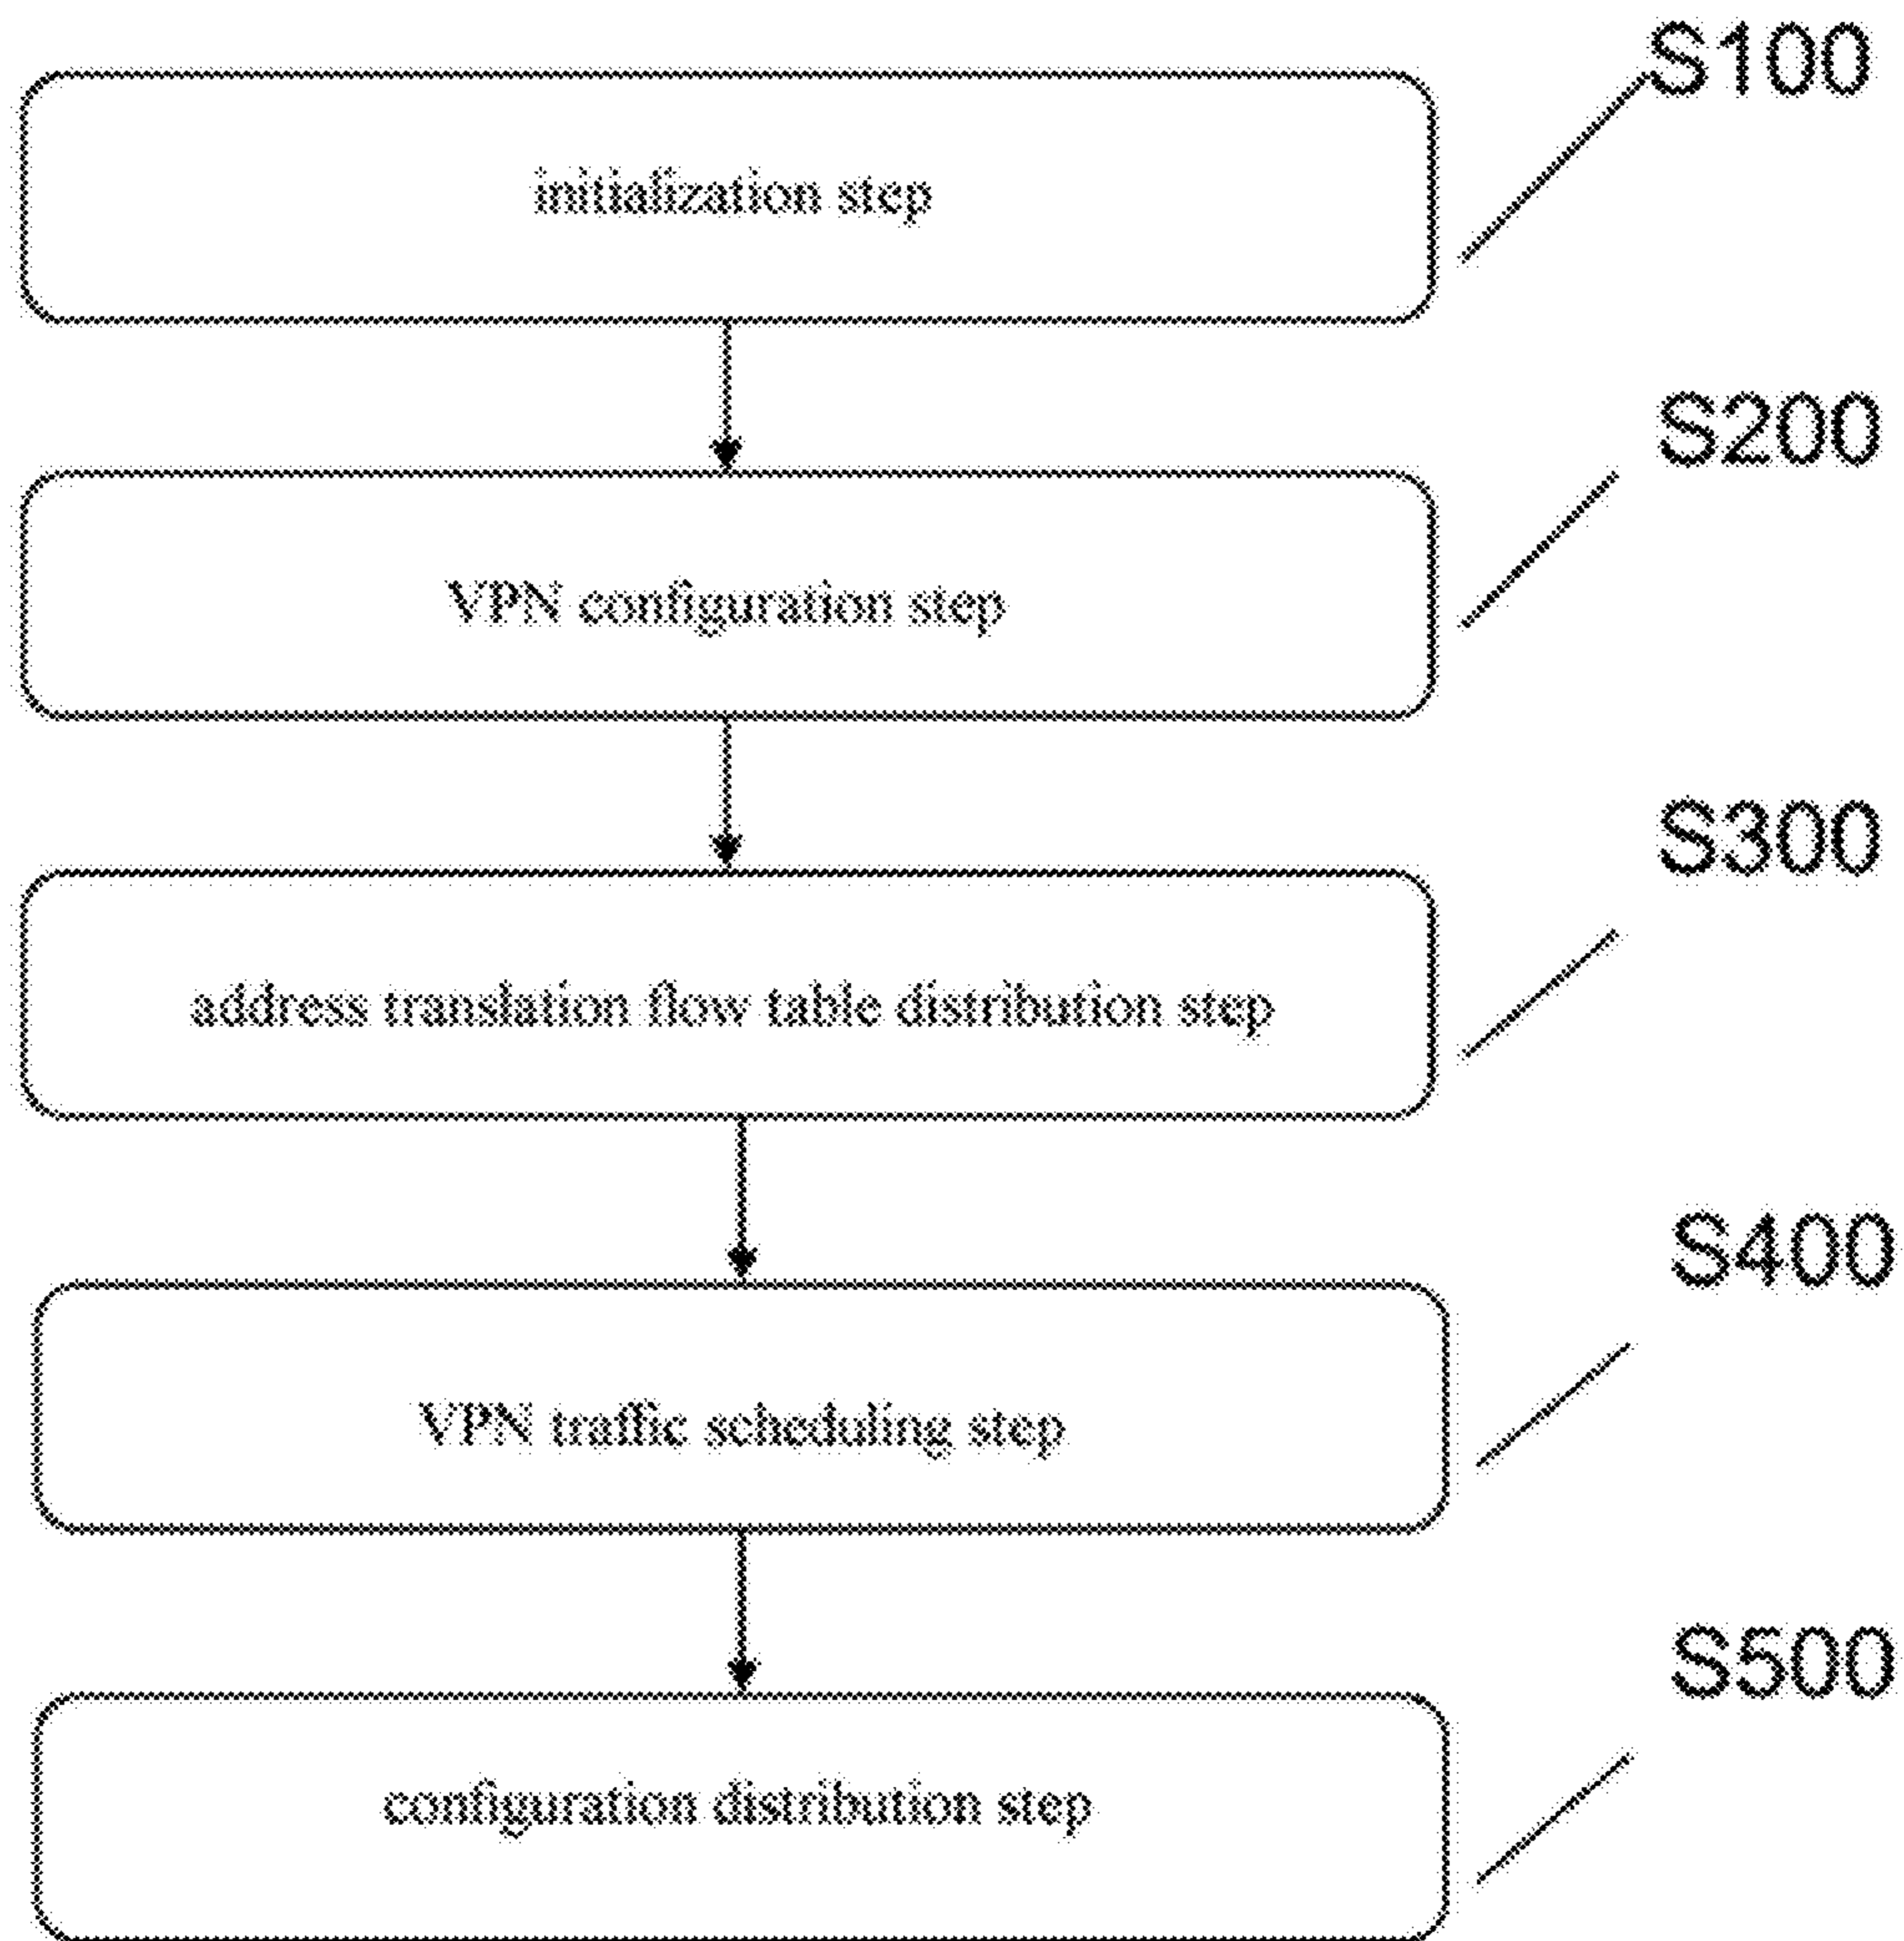 S100
initialization step
S200
VPN configuration step
S300
address translation flow table distribution step
S400
VPN traffic scheduling step
S500
configuration distribution step